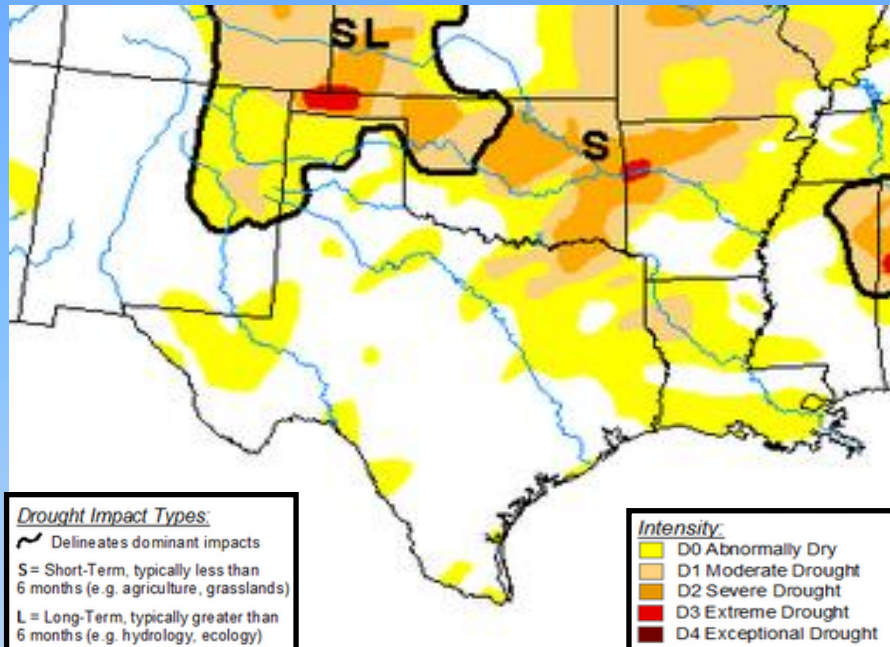 SL
S
Drought Impact Types:
Delineates dominant impacts
S = Short-Term, typically less than
6 months (e.g. agriculture, grasslands)
L = Long-Term, typically greater than
6 months (e.g. hydrology, ecology)
Intensity:
D0 Abnormally Dry
D1 Moderate Drought
D2 Severe Drought
D3 Extreme Drought
D4 Exceptional Drought